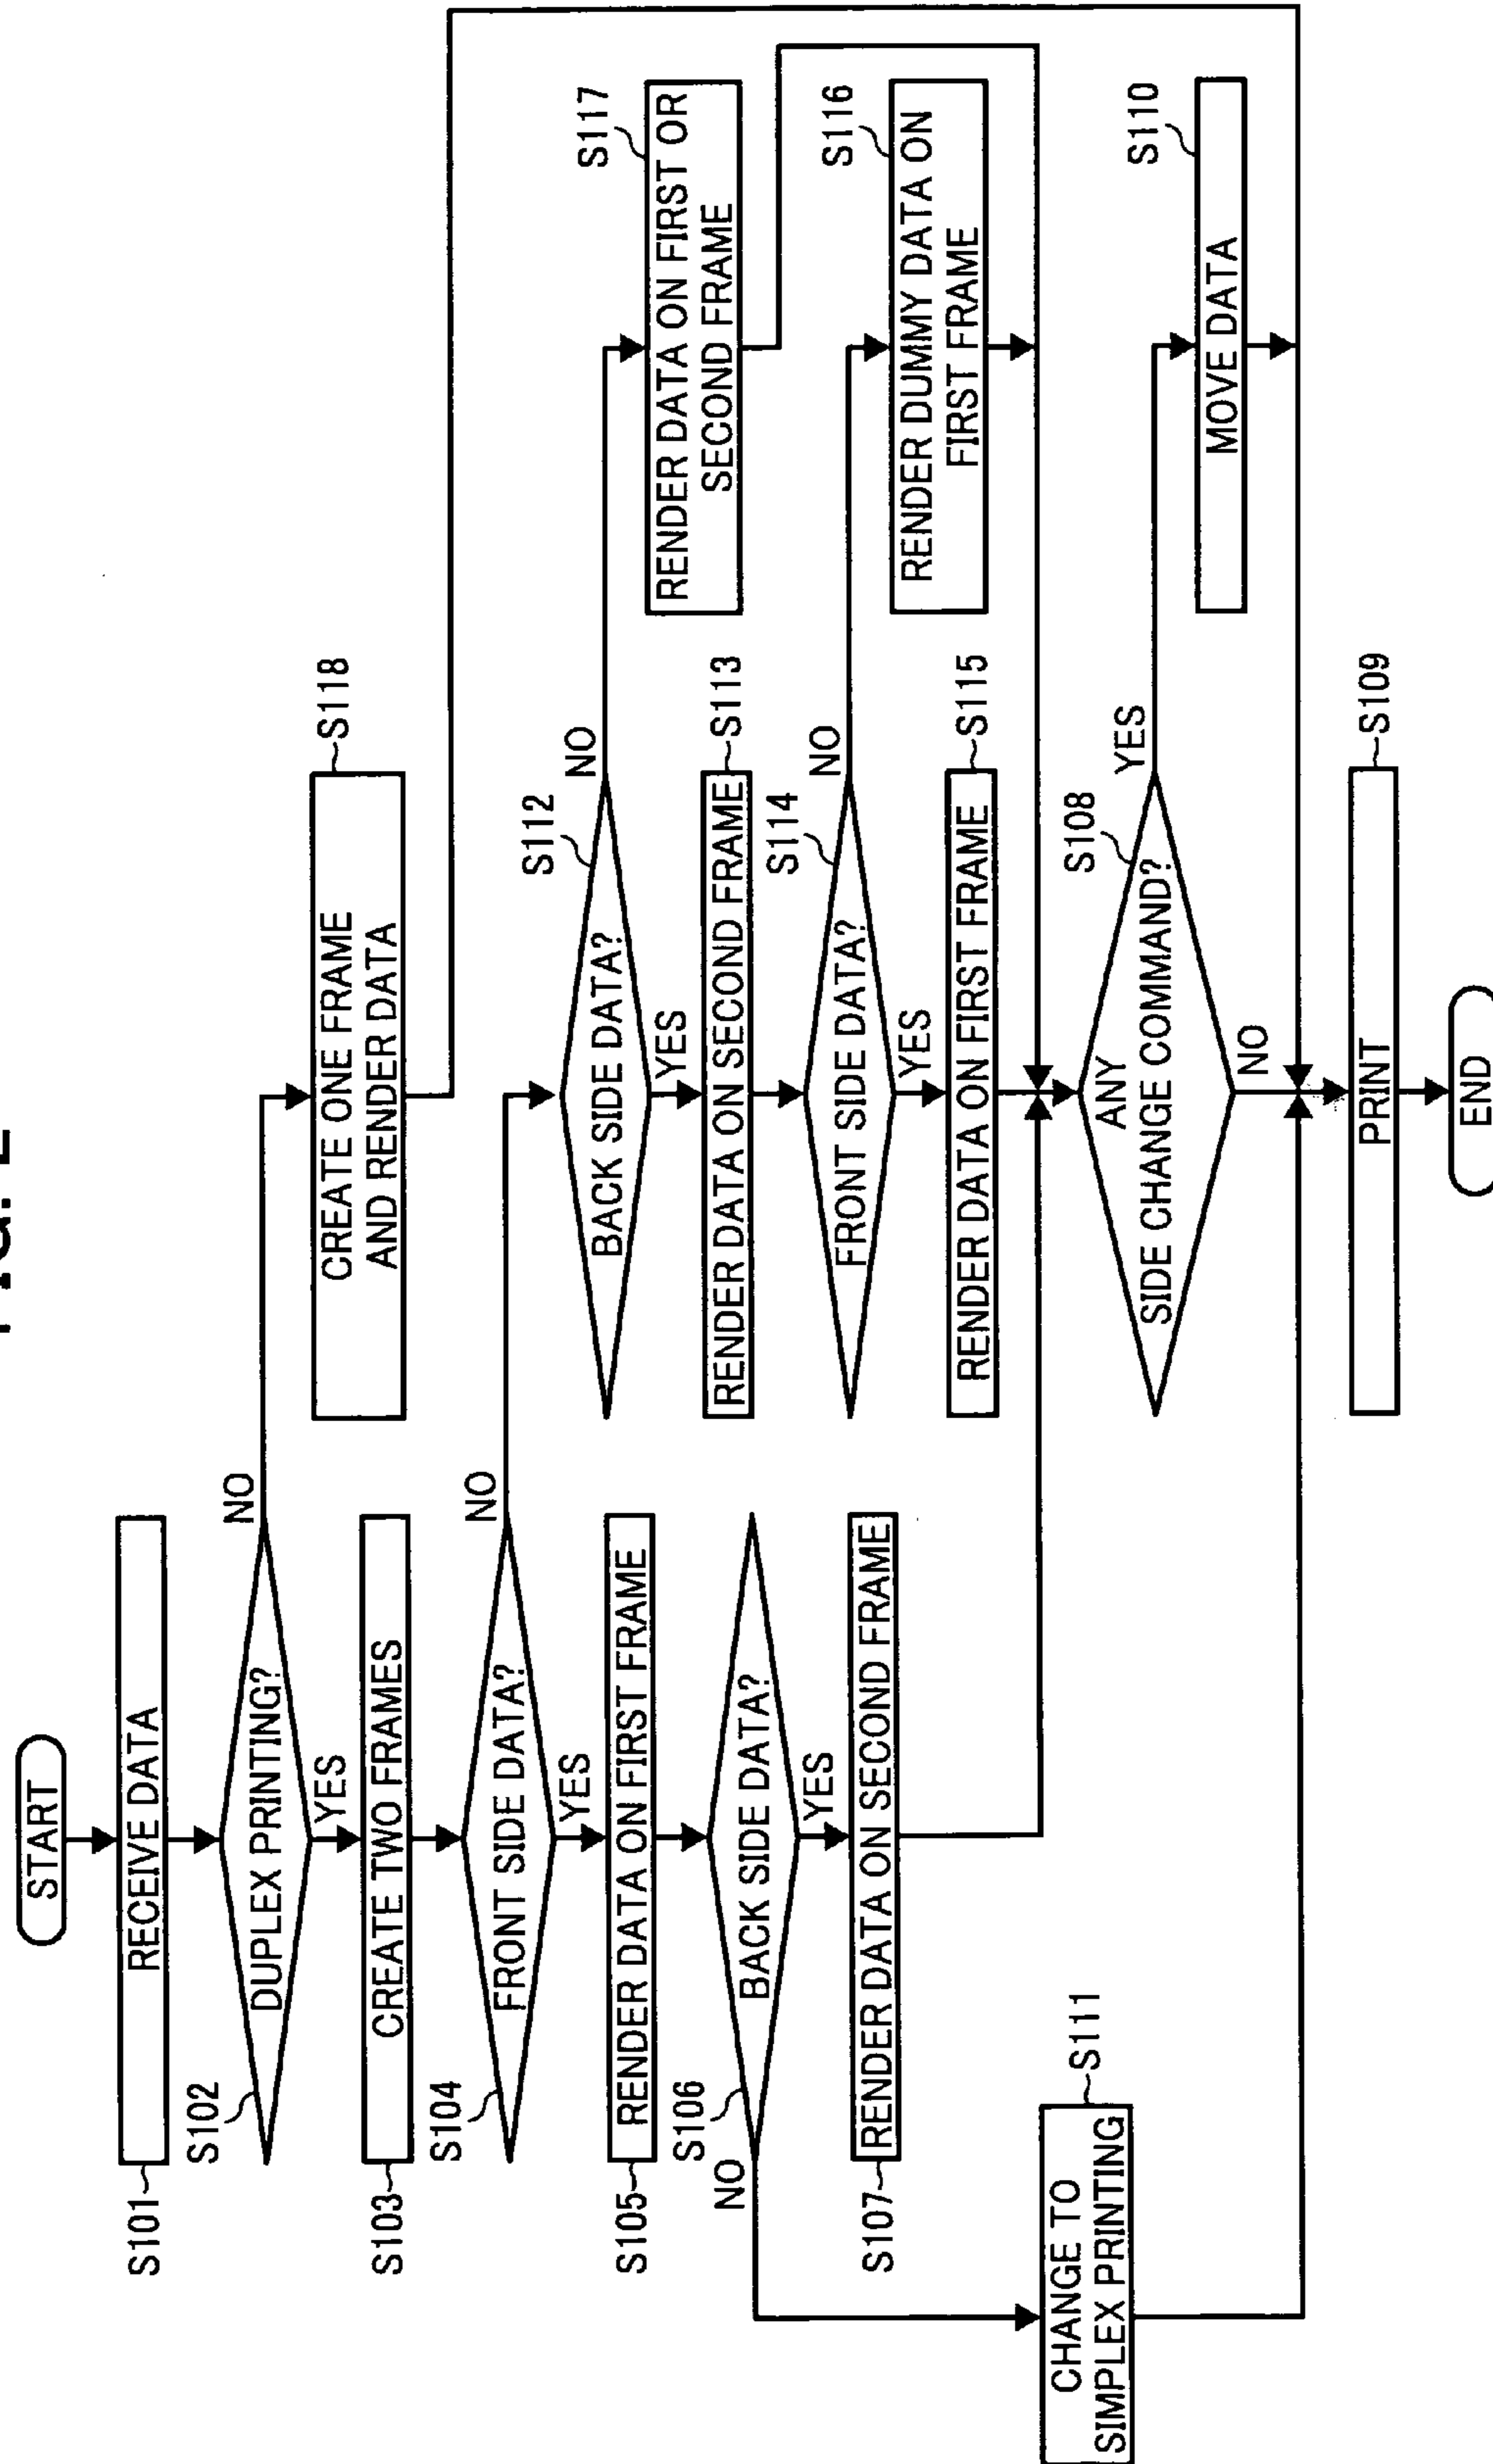 START
S101
RECEIVE DATA
S102
DUPLEX PRINTING?
NO
YES
S103
CREATE TWO FRAMES
S118
CREATE ONE FRAME
AND RENDER DATA
S104
FRONT SIDE DATA?
NO
YES
S105
RENDER DATA ON FIRST FRAME
S106
BACK SIDE DATA?
NO
YES
S107
RENDER DATA ON SECOND FRAME
CHANGE TO
SIMPLEX PRINTING
S111
S112
BACK SIDE DATA?
NO
YES
S117
RENDER DATA ON FIRST OR
SECOND FRAME
RENDER DATA ON SECOND FRAME
S113
S114
FRONT SIDE DATA?
NO
YES
S116
RENDER DUMMY DATA ON
FIRST FRAME
RENDER DATA ON FIRST FRAME
S115
S108
ANY
SIDE CHANGE COMMAND?
YES
NO
S110
MOVE DATA
PRINT
S109
END